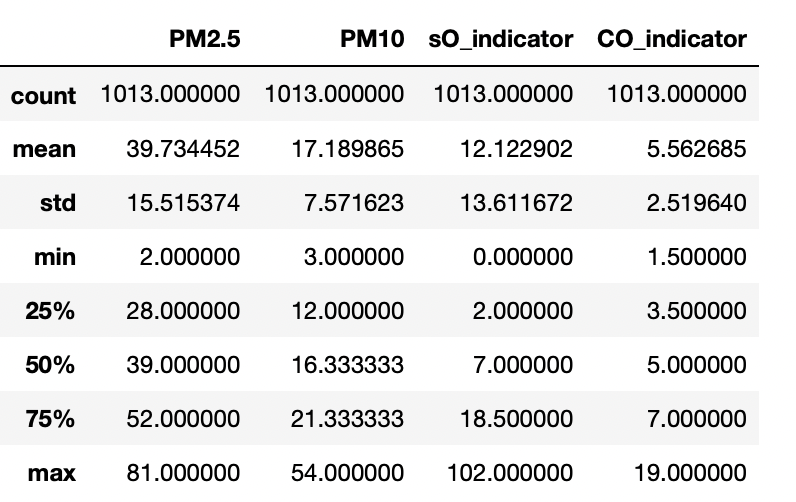 PM2.5 PM10 sO_indicator CO_indicator
count 1013.000000 1013.000000 1013.000000 1013.000000
mean 39.734452 17.189865 12.122902 5.562685
std 15.515374 7.571623 13.611672 2.519640
min 2.000000 3.000000 0.000000 1.500000
25% 28.000000 12.000000 2.000000 3.500000
50% 39.000000 16.333333 7.000000 5.000000
75% 52.000000 21.333333 18.500000 7.000000
max 81.000000 54.000000 102.000000 19.000000